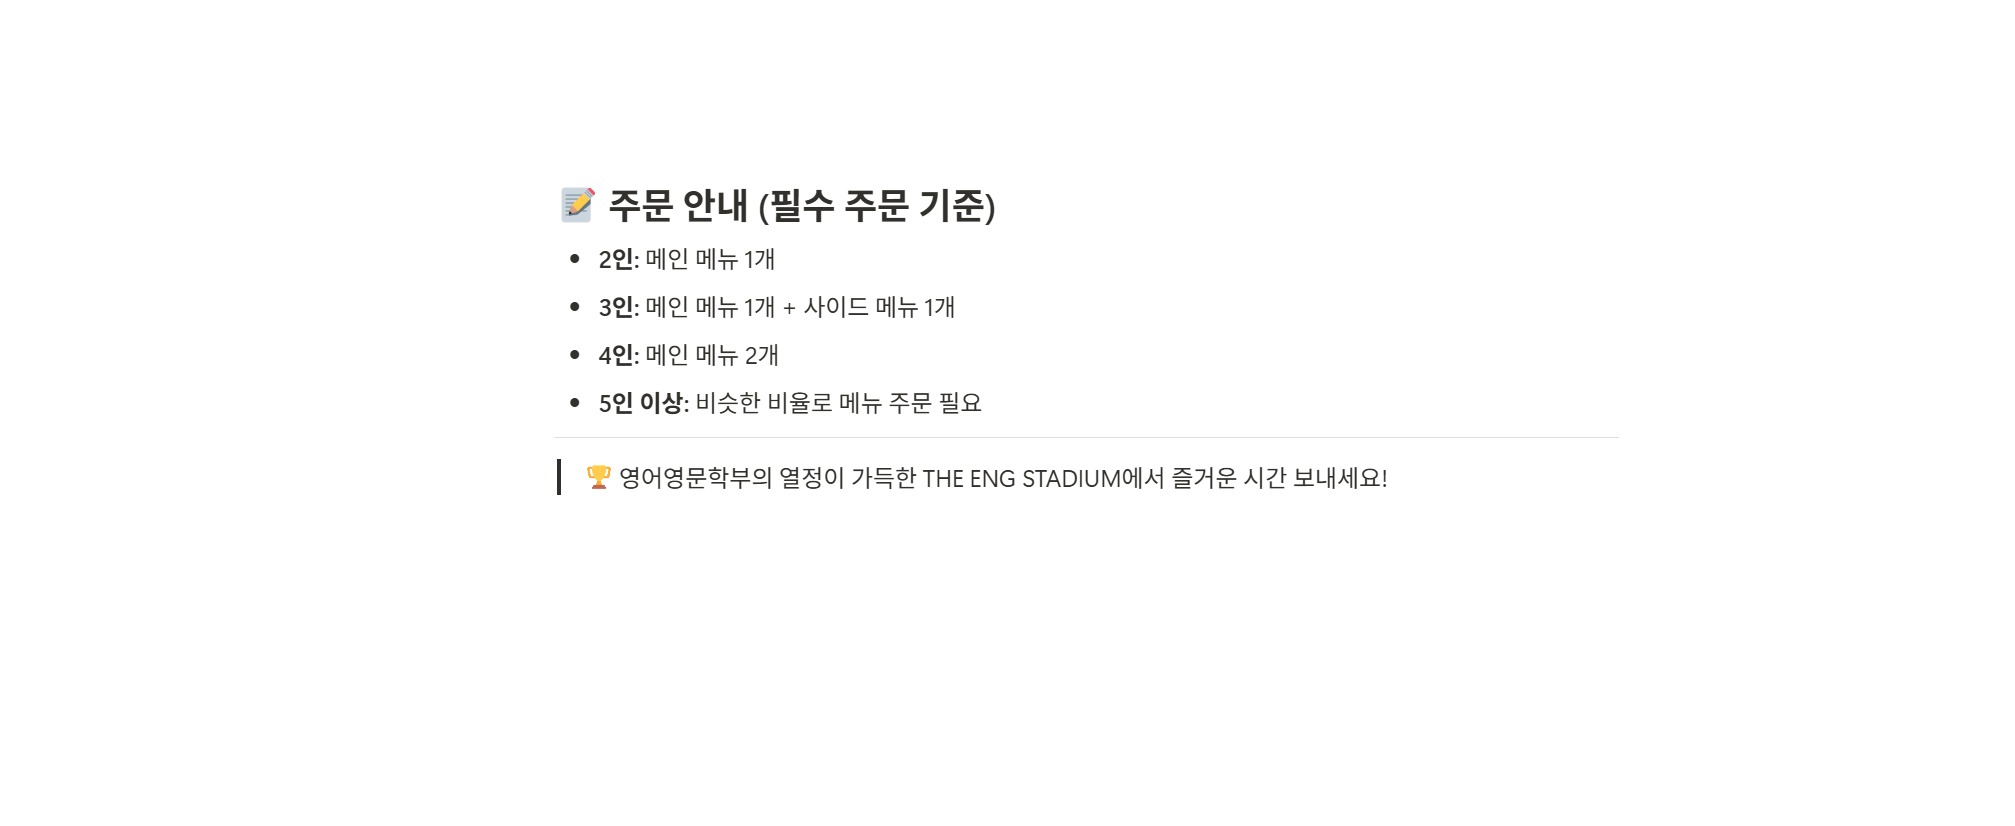 📝 주문 안내 (필수 주문 기준)
• 2인: 메인 메뉴 1개
• 3인: 메인 메뉴 1개 + 사이드 메뉴 1개
• 4인: 메인 메뉴 2개
• 5인 이상: 비슷한 비율로 메뉴 주문 필요
🏆 영어영문학부의 열정이 가득한 THE ENG STADIUM에서 즐거운 시간 보내세요!